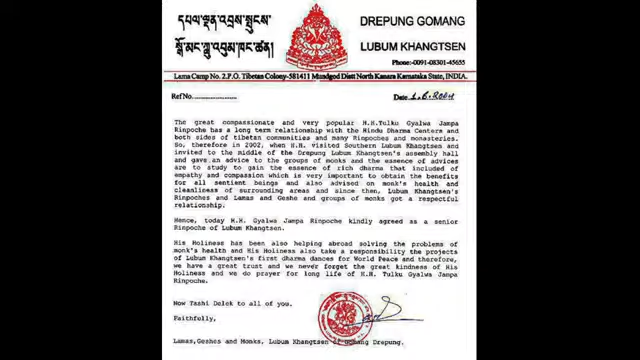 དཔལ་ལྡན་འབྲས་སྤུངས་
སྒོ་མང་ཀླུ་འབུམ་ཁང་ཚན།
DREPUNG GOMANG
LUBUM KHANGTSEN
Phone:-0091-08301-45655
Lama Camp No. 2.P.O. Tibetan Colony-581411 Mundgod Distt North Kanara Karnataka State, INDIA.
Ref No.
Date 1.6.2004
The great compassionate and very popular H.H.Tulku Gyalwa Jampa
Rinpoche has a long term relationship with the Hindu Dharma Centers and
both sides of tibetan communities and many Rinpoches and monasteries.
So, therefore in 2002, when H.H. visited Southern Lubum Khangtsen and
invited to the middle of the Drepung Lubum Khangtsen's assembly hall
and gave an advice to the groups of monks and the essence of advices
are to study to gain the essence of rich dharma that included of
empathy and compassion which is very important to obtain the benefits
for all sentient beings and also advised on monk's health and
cleanliness of surrounding areas and since then, Lubum Khangtsen's
Rinpoches and Lamas and Geshe and groups of monks got a respectful
relationship.
Hence, today H.H. Gyalwa Jampa Rinpoche kindly agreed as a senior
Rinpoche of Lubum Khangtsen.
His Holiness has been also helping abroad solving the problems of
monk's health and His Holiness also take a responsibility the projects
of Lubum Khangtsen's first dharma dances for World Peace and therefore,
we have a great trust and we never forget the great kindness of His
Holiness and we do prayer for long life of H.H. Tulku Gyalwa Jampa
Rinpoche.
Now Tashi Delek to all of you.
Faithfully,
Lamas,Geshes and Monks, Lubum Khangtsen of Gomang Drepung.